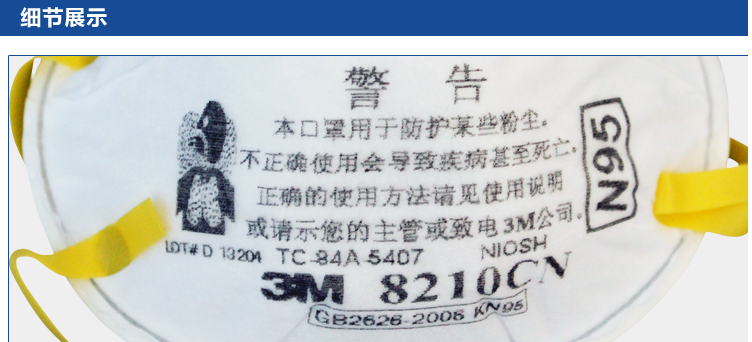 细节展示
警 告
本口罩用于防护某些粉尘.
不正确使用会导致疾病甚至死亡.
正确的使用方法请见使用说明
或请示您的主管或致电3M公司.
N95
LOT# D 13204 TC-84A-5407 NIOSH
3M 8210CN
GB2626-2006 KN95